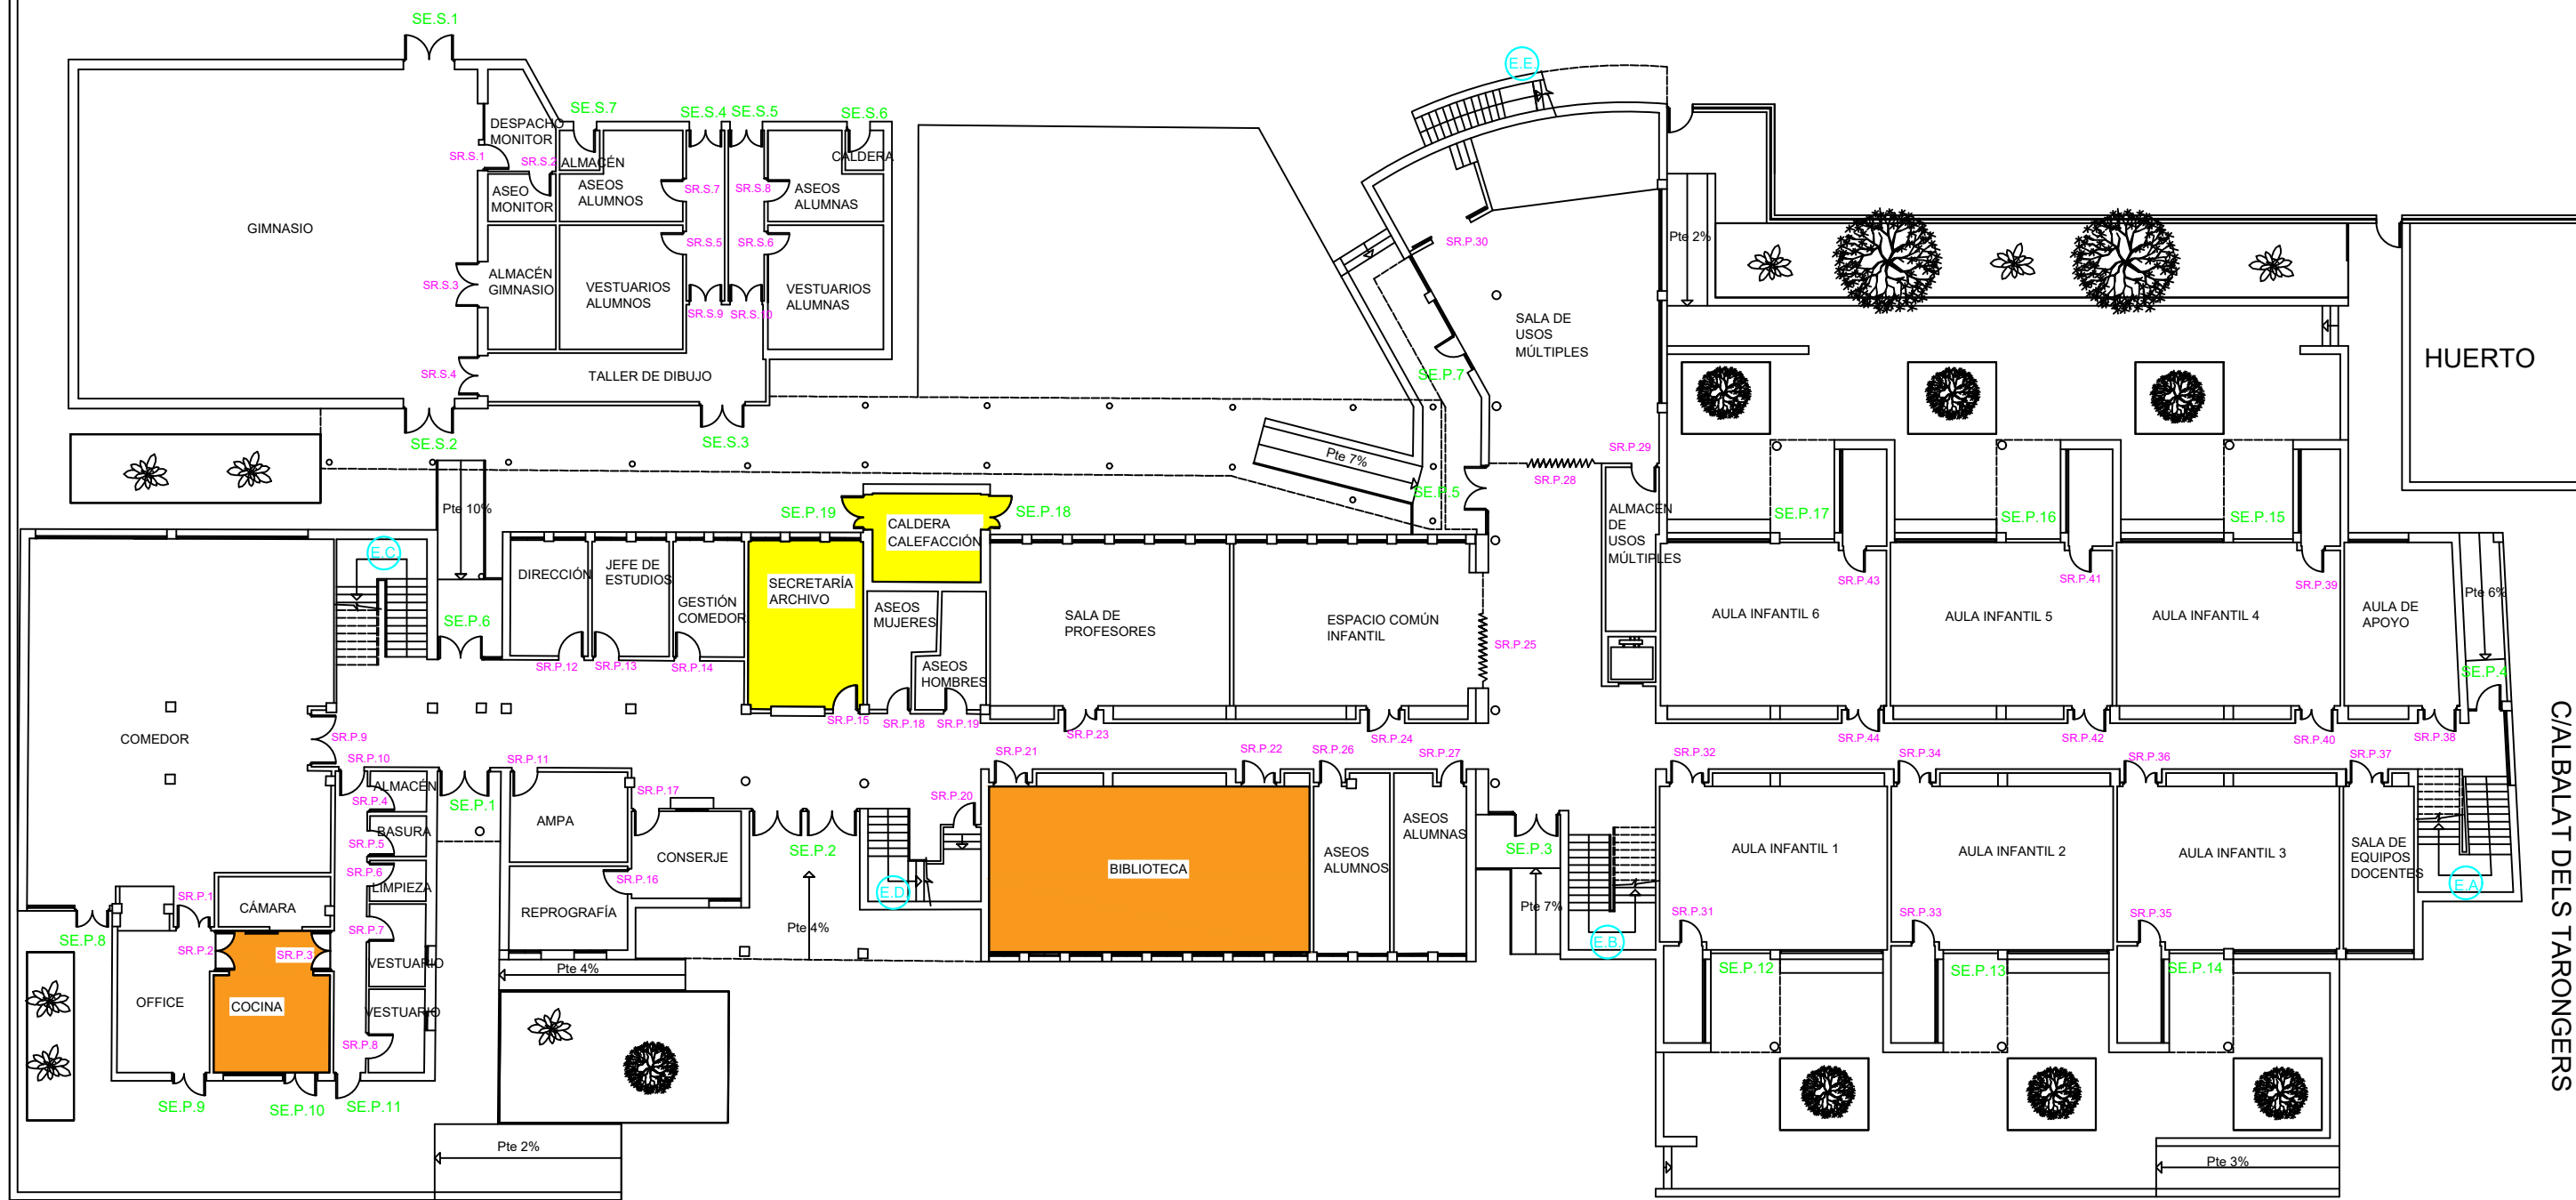 SE.S.1
E.E.
SE.S.7
SE.S.4
SE.S.5
SE.S.6
DESPACHO
MONITOR
SR.S.1
SR.S.2
ALMACÉN
CALDERA
ASEO
MONITOR
ASEOS
ALUMNOS
SR.S.7
SR.S.8
ASEOS
ALUMNAS
GIMNASIO
SR.S.5
SR.S.6
SR.P.30
Pte 2%
SR.S.3
ALMACÉN
GIMNASIO
VESTUARIOS
ALUMNOS
VESTUARIOS
ALUMNAS
SR.S.9
SR.S.10
SALA DE
USOS
MÚLTIPLES
HUERTO
SR.S.4
TALLER DE DIBUJO
SE.P.7
SE.S.2
SE.S.3
Pte 7%
SR.P.29
SR.P.28
SE.P.5
Pte 10%
SE.P.19
SE.P.18
CALDERA
CALEFACCIÓN
ALMACEN
DE
USOS
MÚLTIPLES
SE.P.17
SE.P.16
SE.P.15
E.C.
DIRECCIÓN
JEFE DE
ESTUDIOS
SECRETARÍA
ARCHIVO
GESTIÓN
COMEDOR
ASEOS
MUJERES
SALA DE
PROFESORES
ESPACIO COMÚN
INFANTIL
SR.P.43
SR.P.41
SR.P.39
AULA INFANTIL 6
AULA INFANTIL 5
AULA INFANTIL 4
AULA DE
APOYO
Pte 6%
SE.P.6
SR.P.12
SR.P.13
SR.P.14
ASEOS
HOMBRES
SR.P.25
SE.P.4
SR.P.15
SR.P.18
SR.P.19
SR.P.23
SR.P.24
SR.P.44
SR.P.42
SR.P.40
SR.P.38
COMEDOR
SR.P.9
SR.P.10
SR.P.11
SR.P.21
SR.P.22
SR.P.26
SR.P.27
SR.P.32
SR.P.34
SR.P.36
SR.P.37
ALMACÉN
SR.P.4
SE.P.1
SR.P.17
SR.P.20
BASURA
SR.P.5
AMPA
CONSERJE
SE.P.2
ASEOS
ALUMNAS
SE.P.3
SR.P.6
LIMPIEZA
SR.P.16
E.D.
BIBLIOTECA
ASEOS
ALUMNOS
AULA INFANTIL 1
AULA INFANTIL 2
AULA INFANTIL 3
SALA DE
EQUIPOS
DOCENTES
E.A
SR.P.1
CÁMARA
REPROGRAFÍA
Pte 4%
Pte 7%
SR.P.31
SR.P.33
SR.P.35
SE.P.8
SR.P.2
SR.P.3
SR.P.7
E.B.
VESTUARIO
Pte 4%
SE.P.12
SE.P.13
SE.P.14
OFFICE
COCINA
VESTUARIO
SR.P.8
SE.P.9
SE.P.10
SE.P.11
Pte 2%
Pte 3%
C/ALBALAT DELS TARONGERS